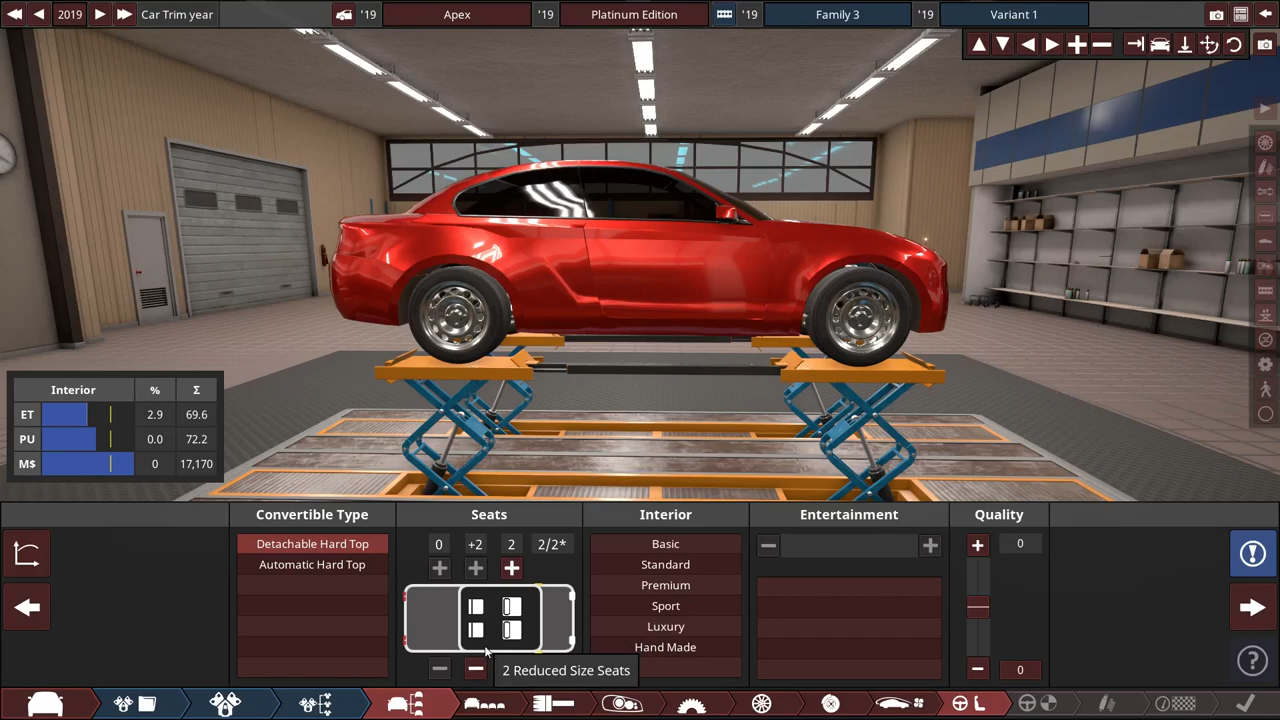 2019 Car Trim year '19 Apex '19 Platinum Edition '19 Family 3 '19 Variant 1
Interior % Σ
ET 2.9 69.6
PU 0.0 72.2
M$ 0 17,170
Convertible Type Seats Interior Entertainment Quality
Detachable Hard Top 0 +2 2 2/2* Basic 0
Automatic Hard Top Standard
Premium
Sport
Luxury
Hand Made
2 Reduced Size Seats 0